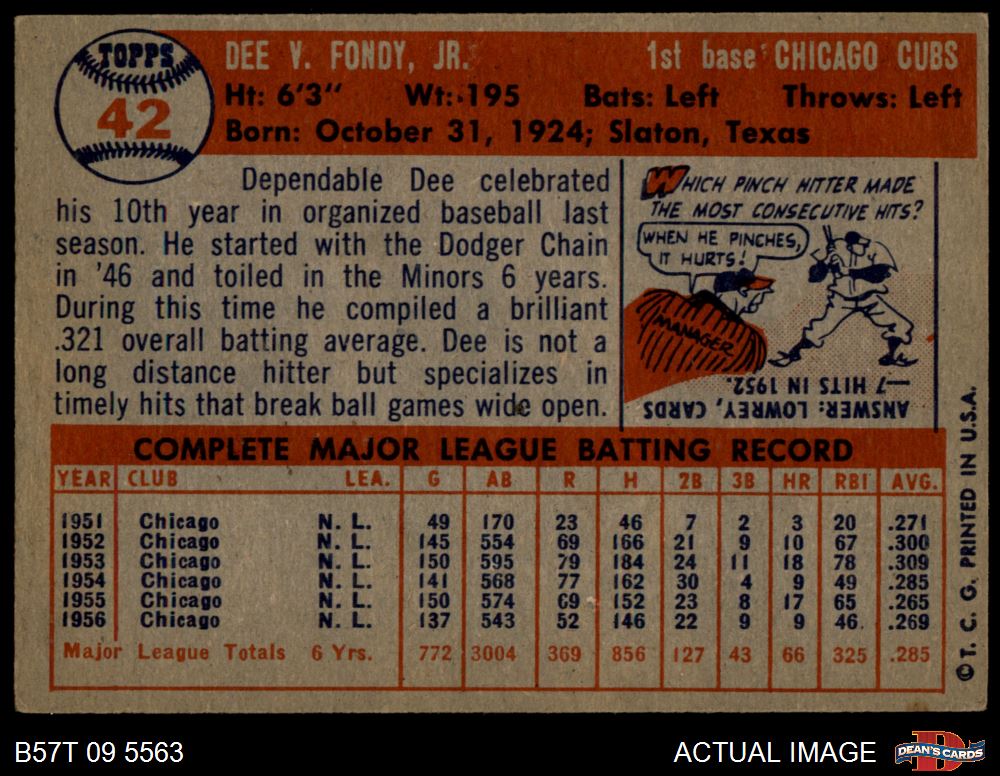 TOPPS
42
DEE V. FONDY, JR. 1st base CHICAGO CUBS
Ht: 6'3" Wt: 195 Bats: Left Throws: Left
Born: October 31, 1924; Slaton, Texas
Dependable Dee celebrated
his 10th year in organized baseball last
season. He started with the Dodger Chain
in '46 and toiled in the Minors 6 years.
During this time he compiled a brilliant
.321 overall batting average. Dee is not a
long distance hitter but specializes in
timely hits that break ball games wide open.
WHICH PINCH HITTER MADE
THE MOST CONSECUTIVE HITS?
WHEN HE PINCHES,
IT HURTS!
MANAGER
ANSWER: LOWREY, CARDS
—7 HITS IN 1952.
COMPLETE MAJOR LEAGUE BATTING RECORD
YEAR CLUB LEA. G AB R H 2B 3B HR RBI AVG.
1951 Chicago N. L. 49 170 23 46 7 2 3 20 .271
1952 Chicago N. L. 145 554 69 166 21 9 10 67 .300
1953 Chicago N. L. 150 595 79 184 24 11 18 78 .309
1954 Chicago N. L. 141 568 77 162 30 4 9 49 .285
1955 Chicago N. L. 150 574 69 152 23 8 17 65 .265
1956 Chicago N. L. 137 543 52 146 22 9 9 46 .269
Major League Totals 6 Yrs. 772 3004 369 856 127 43 66 325 .285
©T. C. G. PRINTED IN U.S.A.
B57T 09 5563 ACTUAL IMAGE
DEAN'S CARDS